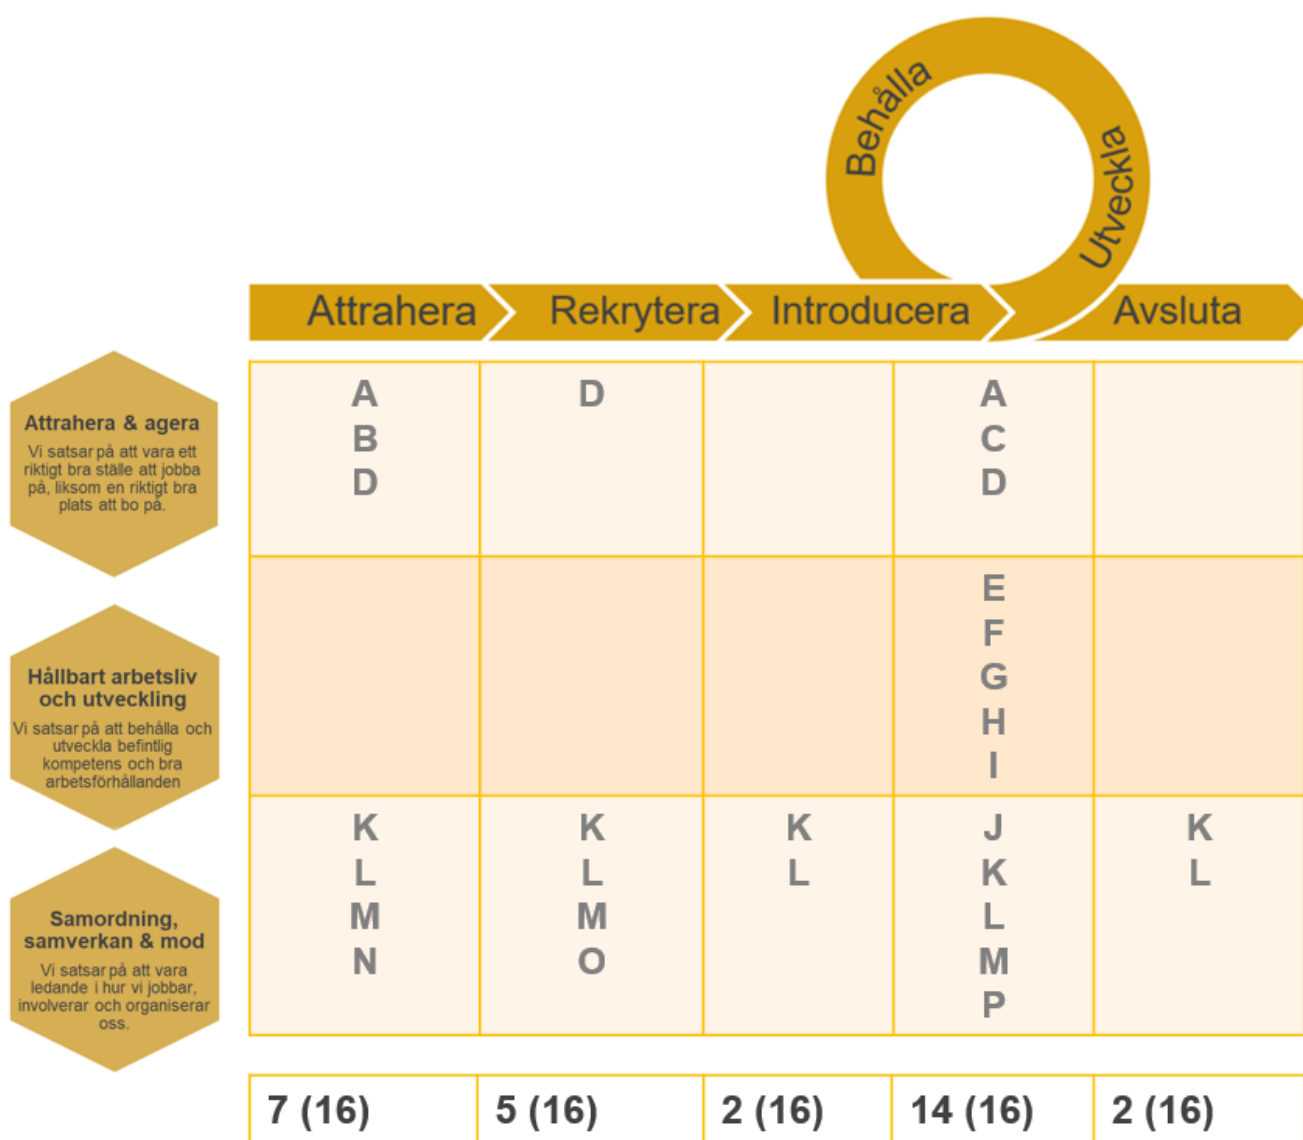 Behålla
Utveckla
Attrahera
Rekrytera
Introducera
Avsluta
Attrahera & agera
Vi satsar på att vara ett
riktigt bra ställe att jobba
på, liksom en riktigt bra
plats att bo på.
A
B
D
D
A
C
D
Hållbart arbetsliv
och utveckling
Vi satsar på att behålla och
utveckla befintlig
kompetens och bra
arbetsförhållanden
E
F
G
H
I
Samordning,
samverkan & mod
Vi satsar på att vara
ledande i hur vi jobbar,
involverar och organiserar
oss.
K
L
M
N
K
L
M
O
K
L
J
K
L
M
P
K
L
7 (16)
5 (16)
2 (16)
14 (16)
2 (16)